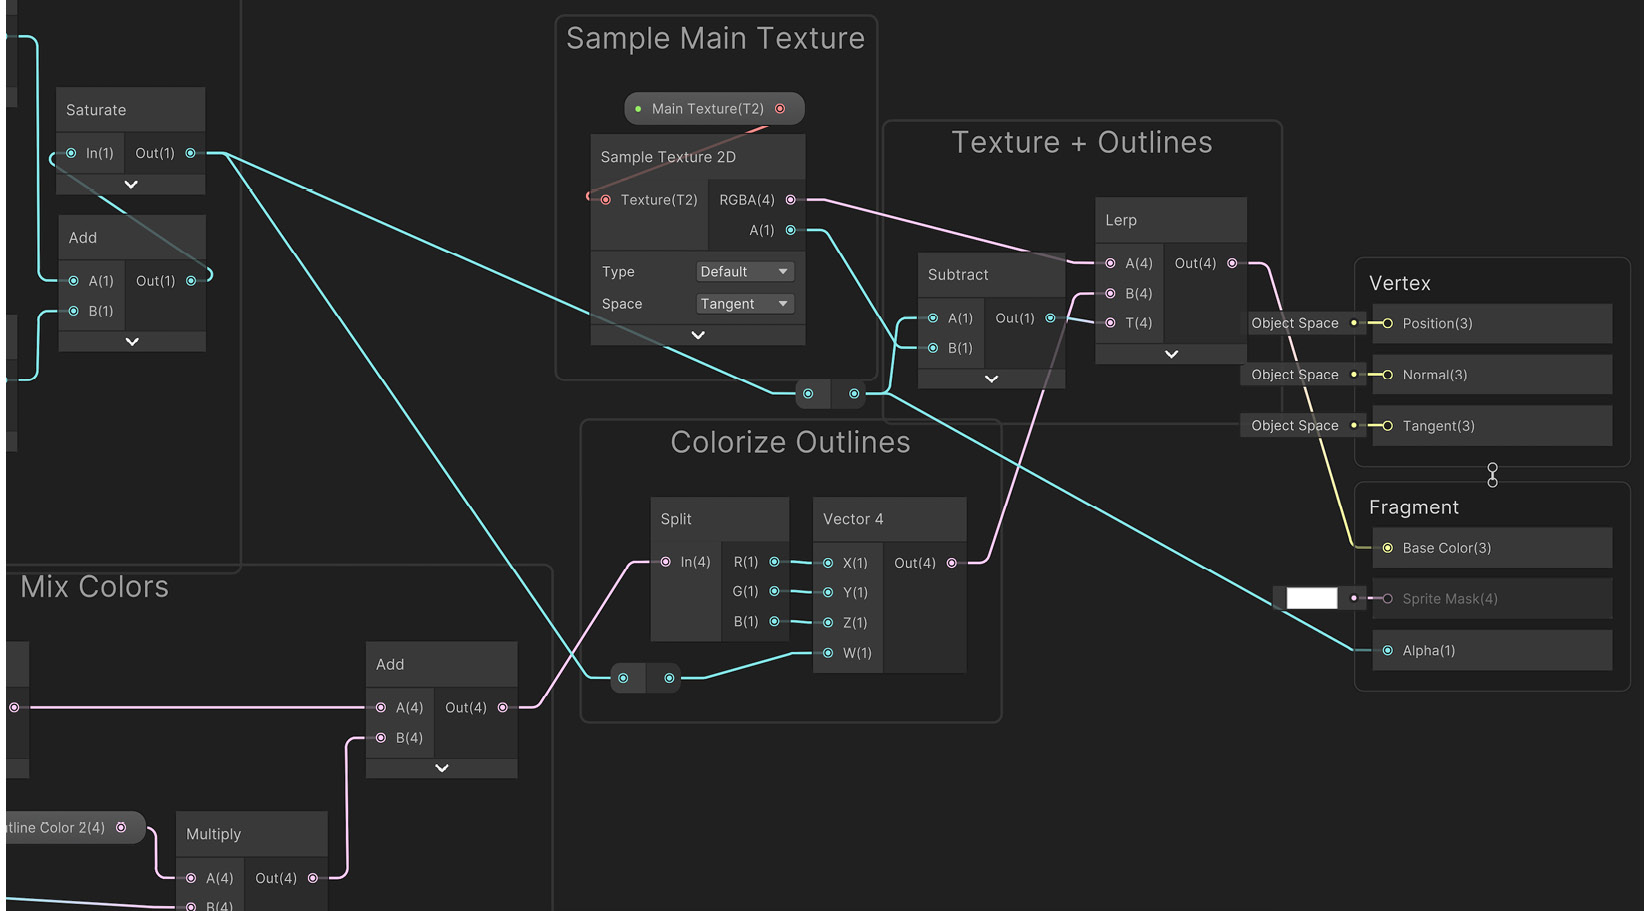 Saturate
In(1) Out(1)
Add
A(1) Out(1)
B(1)
Sample Main Texture
Main Texture(T2)
Sample Texture 2D
Texture(T2) RGBA(4)
A(1)
Type Default
Space Tangent
Texture + Outlines
Subtract
A(1) Out(1)
B(1)
Lerp
A(4) Out(4)
B(4)
T(4)
Vertex
Object Space Position(3)
Object Space Normal(3)
Object Space Tangent(3)
Fragment
Base Color(3)
Sprite Mask(4)
Alpha(1)
Colorize Outlines
Split
In(4) R(1)
G(1)
B(1)
Vector 4
X(1) Out(4)
Y(1)
Z(1)
W(1)
Mix Colors
Add
A(4) Out(4)
B(4)
tline Color 2(4)
Multiply
A(4) Out(4)
B(4)